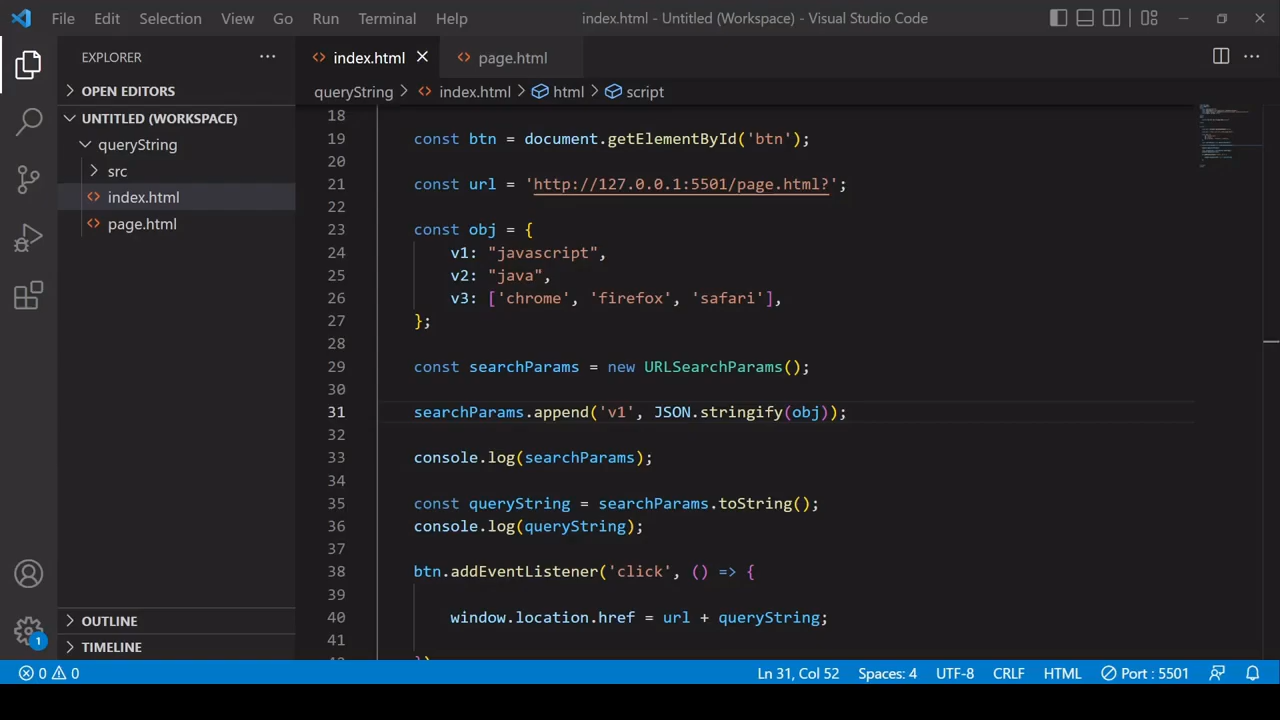 File Edit Selection View Go Run Terminal Help index.html - Untitled (Workspace) - Visual Studio Code
EXPLORER
OPEN EDITORS
UNTITLED (WORKSPACE)
queryString
src
index.html
page.html
OUTLINE
TIMELINE
1
index.html page.html
queryString > index.html > html > script
18
19 const btn = document.getElementById('btn');
20
21 const url = 'http://127.0.0.1:5501/page.html?';
22
23 const obj = {
24 v1: "javascript",
25 v2: "java",
26 v3: ['chrome', 'firefox', 'safari'],
27 };
28
29 const searchParams = new URLSearchParams();
30
31 searchParams.append('v1', JSON.stringify(obj));
32
33 console.log(searchParams);
34
35 const queryString = searchParams.toString();
36 console.log(queryString);
37
38 btn.addEventListener('click', () => {
39
40 window.location.href = url + queryString;
41
0 0 Ln 31, Col 52 Spaces: 4 UTF-8 CRLF HTML Port : 5501